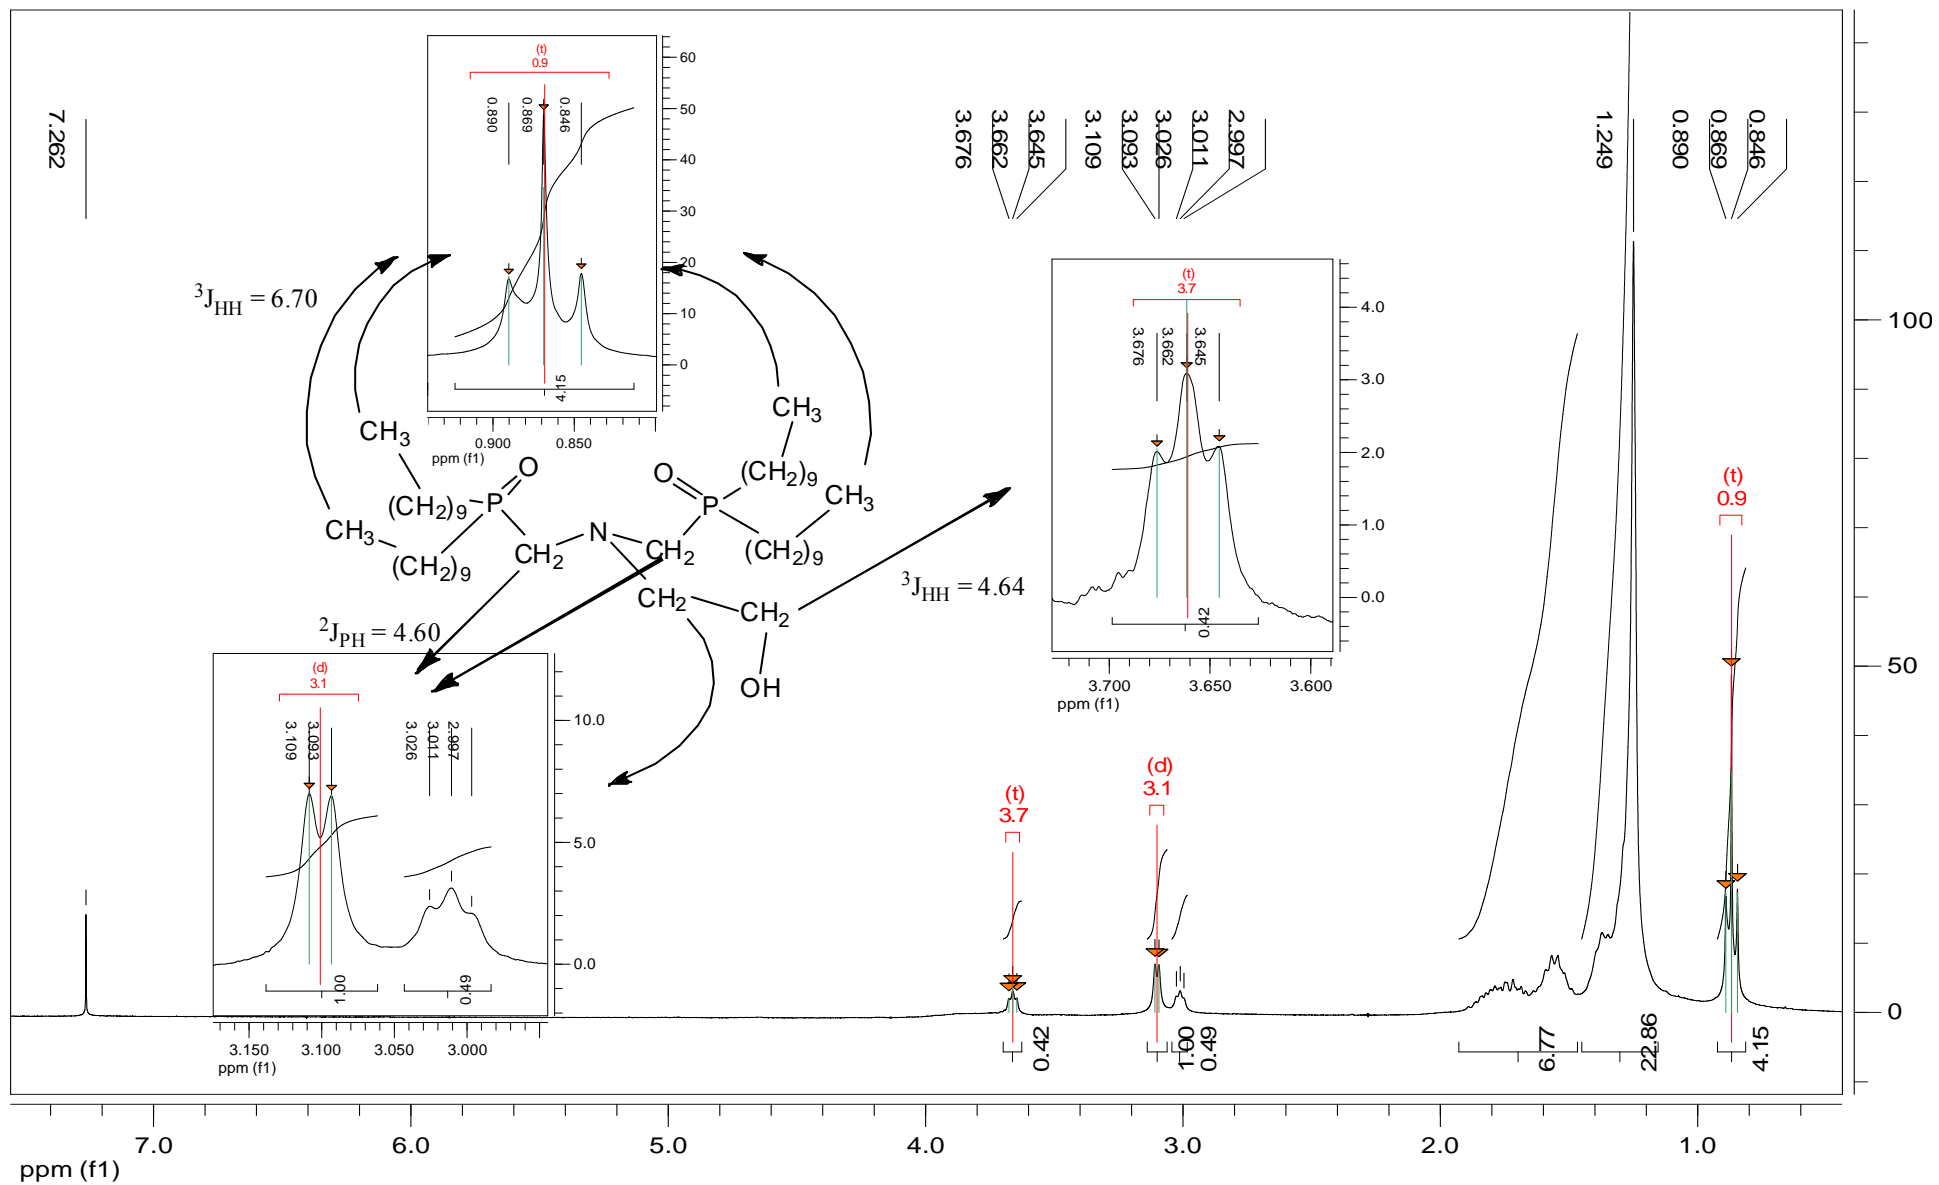 7.262
3.676
3.662
3.645
3.109
3.093
3.026
3.011
2.997
1.249
0.890
0.869
0.846
(t)
0.9
0.890
0.869
0.846
60
50
40
30
20
10
0
4.15
0.900
0.850
ppm (f1)
³J_HH = 6.70
CH3
(CH2)9
P
O
CH3
(CH2)9
CH2
N
CH2
O
P
(CH2)9
CH3
CH3
(CH2)9
CH2
CH2
OH
³J_HH = 4.64
²J_PH = 4.60
(t)
3.7
3.676
3.662
3.645
4.0
3.0
2.0
1.0
0.0
0.42
3.700
3.650
3.600
ppm (f1)
(d)
3.1
3.109
3.093
3.026
3.011
2.997
10.0
5.0
0.0
1.00
0.49
3.150
3.100
3.050
3.000
ppm (f1)
(t)
3.7
(d)
3.1
(t)
0.9
100
50
0
0.42
1.00
0.49
6.77
22.86
4.15
7.0
6.0
5.0
4.0
3.0
2.0
1.0
ppm (f1)